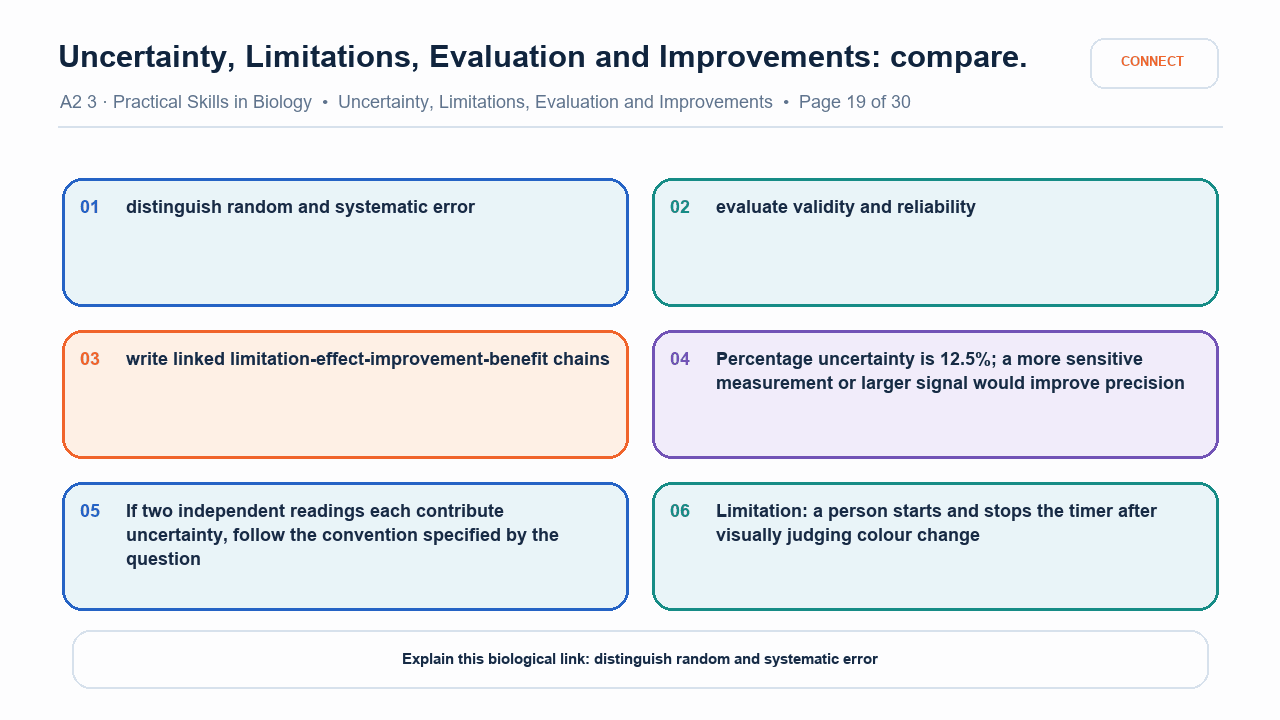 Uncertainty, Limitations, Evaluation and Improvements: compare.
CONNECT
A2 3 · Practical Skills in Biology • Uncertainty, Limitations, Evaluation and Improvements • Page 19 of 30
01 distinguish random and systematic error
02 evaluate validity and reliability
03 write linked limitation-effect-improvement-benefit chains
04 Percentage uncertainty is 12.5%; a more sensitive
measurement or larger signal would improve precision
05 If two independent readings each contribute
uncertainty, follow the convention specified by the
question
06 Limitation: a person starts and stops the timer after
visually judging colour change
Explain this biological link: distinguish random and systematic error